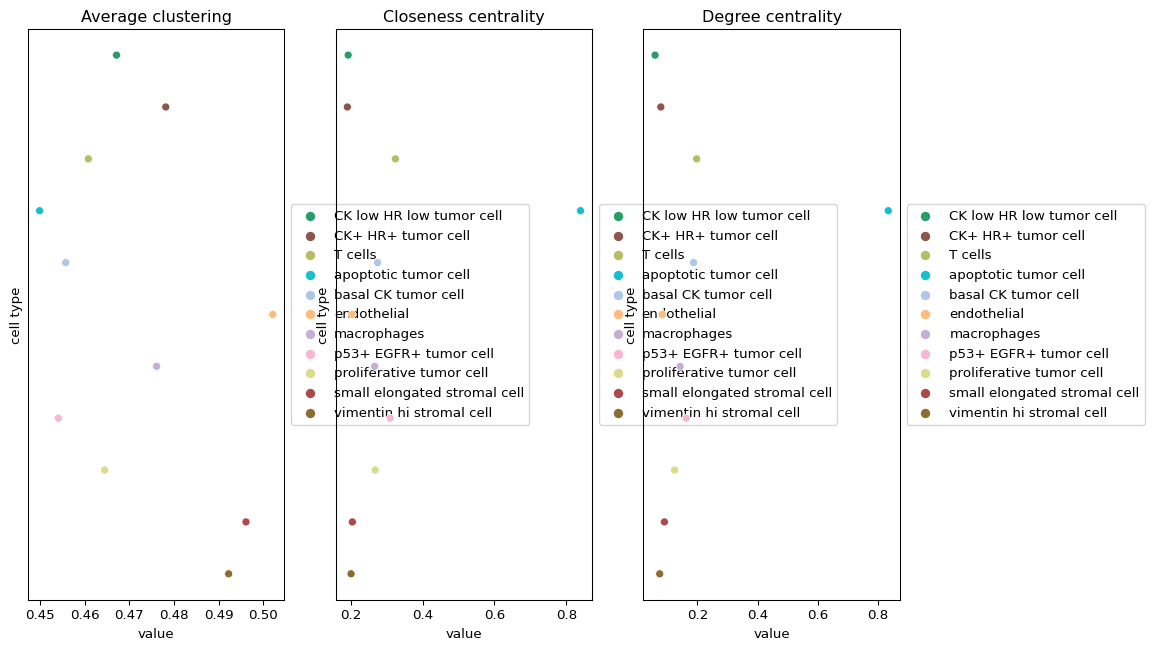 Average clustering
Closeness centrality
Degree centrality
cell type
0.45 0.46 0.47 0.48 0.49 0.50
value
CK low HR low tumor cell
CK+ HR+ tumor cell
T cells
apoptotic tumor cell
basal CK tumor cell
endothelial
macrophages
p53+ EGFR+ tumor cell
proliferative tumor cell
small elongated stromal cell
vimentin hi stromal cell
cell type
0.2 0.4 0.6 0.8
value
CK low HR low tumor cell
CK+ HR+ tumor cell
T cells
apoptotic tumor cell
basal CK tumor cell
endothelial
macrophages
p53+ EGFR+ tumor cell
proliferative tumor cell
small elongated stromal cell
vimentin hi stromal cell
cell type
0.2 0.4 0.6 0.8
value
CK low HR low tumor cell
CK+ HR+ tumor cell
T cells
apoptotic tumor cell
basal CK tumor cell
endothelial
macrophages
p53+ EGFR+ tumor cell
proliferative tumor cell
small elongated stromal cell
vimentin hi stromal cell